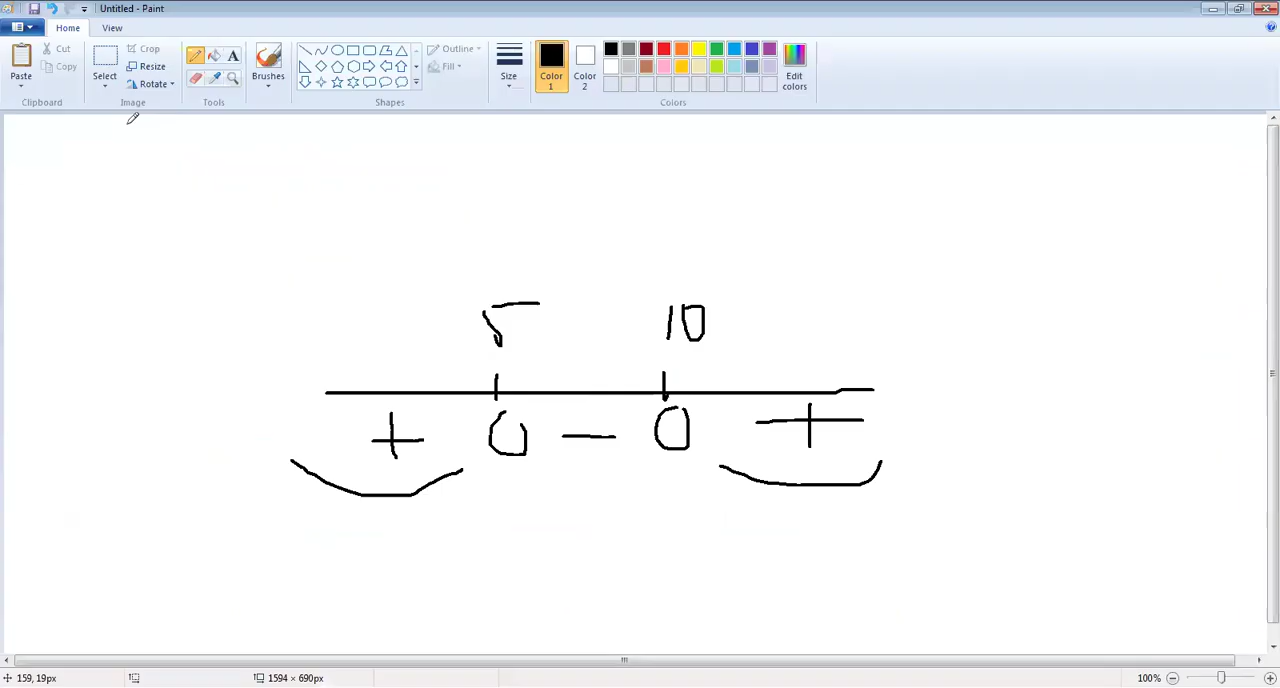 Untitled - Paint
Home View
Paste
Cut
Copy
Clipboard
Select
Crop
Resize
Rotate
Image
Tools
Brushes
Shapes
Outline
Fill
Size
Color 1
Color 2
Edit colors
Colors
5 10
+ 0 - 0 +
159, 19px
1594 × 690px
100%